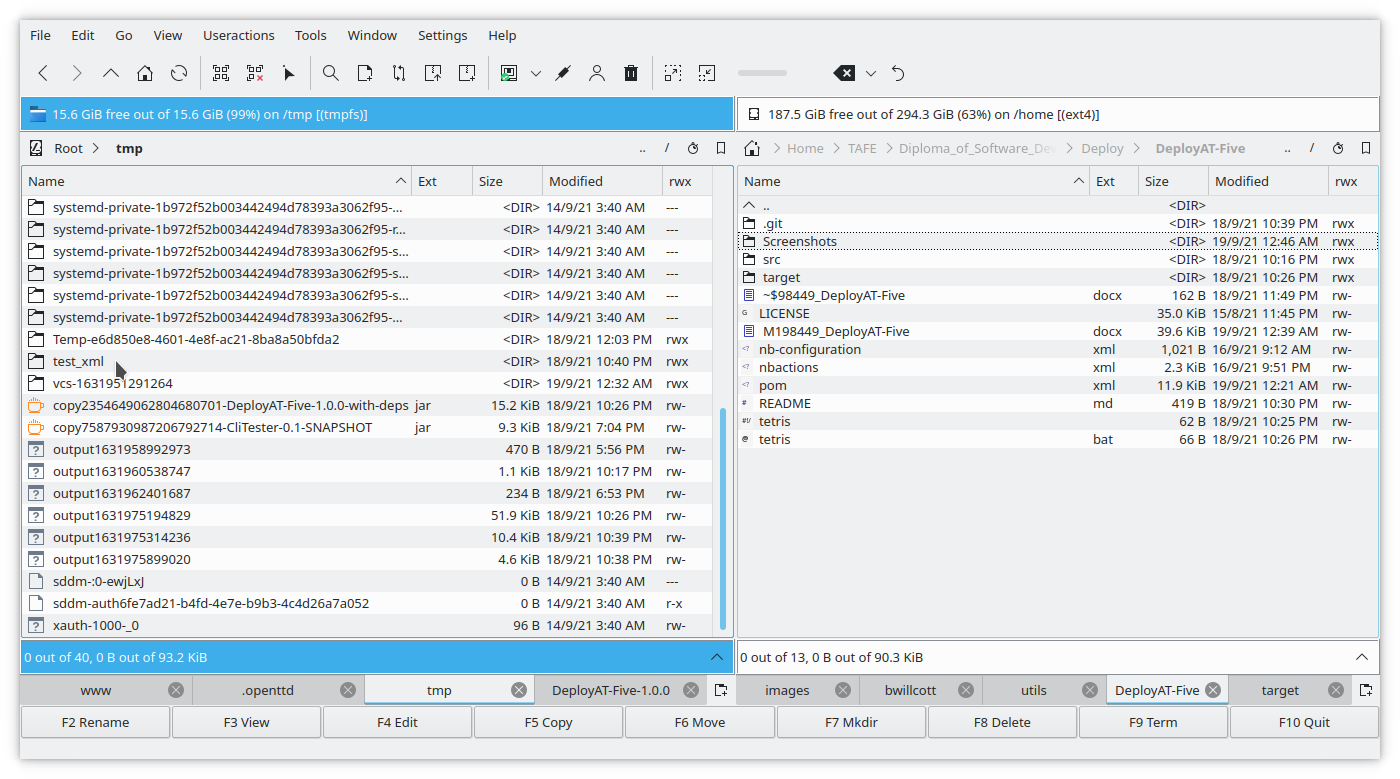 File Edit Go View Useractions Tools Window Settings Help
15.6 GiB free out of 15.6 GiB (99%) on /tmp [(tmpfs)]
Root > tmp .. /
Name Ext Size Modified rwx
systemd-private-1b972f52b003442494d78393a3062f95-... <DIR> 14/9/21 3:40 AM ---
systemd-private-1b972f52b003442494d78393a3062f95-r... <DIR> 14/9/21 3:40 AM ---
systemd-private-1b972f52b003442494d78393a3062f95-s... <DIR> 14/9/21 3:40 AM ---
systemd-private-1b972f52b003442494d78393a3062f95-s... <DIR> 14/9/21 3:40 AM ---
systemd-private-1b972f52b003442494d78393a3062f95-s... <DIR> 14/9/21 3:40 AM ---
systemd-private-1b972f52b003442494d78393a3062f95-... <DIR> 14/9/21 3:40 AM ---
Temp-e6d850e8-4601-4e8f-ac21-8ba8a50bfda2 <DIR> 18/9/21 12:03 PM rwx
test_xml <DIR> 18/9/21 10:40 PM rwx
vcs-1631951291264 <DIR> 19/9/21 12:32 AM rwx
copy2354649062804680701-DeployAT-Five-1.0.0-with-deps jar 15.2 KiB 18/9/21 10:26 PM rw-
copy7587930987206792714-CliTester-0.1-SNAPSHOT jar 9.3 KiB 18/9/21 7:04 PM rw-
output1631958992973 470 B 18/9/21 5:56 PM rw-
output1631960538747 1.1 KiB 18/9/21 10:17 PM rw-
output1631962401687 234 B 18/9/21 6:53 PM rw-
output1631975194829 51.9 KiB 18/9/21 10:26 PM rw-
output1631975314236 10.4 KiB 18/9/21 10:39 PM rw-
output1631975899020 4.6 KiB 18/9/21 10:38 PM rw-
sddm-:0-ewjLxJ 0 B 14/9/21 3:40 AM ---
sddm-auth6fe7ad21-b4fd-4e7e-b9b3-4c4d26a7a052 0 B 14/9/21 3:40 AM r-x
xauth-1000-_0 96 B 14/9/21 3:40 AM rw-
0 out of 40, 0 B out of 93.2 KiB
www .openttd tmp DeployAT-Five-1.0.0
187.5 GiB free out of 294.3 GiB (63%) on /home [(ext4)]
> Home > TAFE > Diploma_of_Software_De > Deploy > DeployAT-Five .. /
Name Ext Size Modified rwx
.. <DIR>
.git <DIR> 18/9/21 10:39 PM rwx
Screenshots <DIR> 19/9/21 12:46 AM rwx
src <DIR> 18/9/21 10:16 PM rwx
target <DIR> 18/9/21 10:26 PM rwx
~$98449_DeployAT-Five docx 162 B 18/9/21 11:49 PM rw-
LICENSE 35.0 KiB 15/8/21 11:45 PM rw-
M198449_DeployAT-Five docx 39.6 KiB 19/9/21 12:39 AM rw-
nb-configuration xml 1,021 B 16/9/21 9:12 AM rw-
nbactions xml 2.3 KiB 16/9/21 9:51 PM rw-
pom xml 11.9 KiB 19/9/21 12:21 AM rw-
README md 419 B 18/9/21 10:30 PM rw-
tetris 62 B 18/9/21 10:25 PM rw-
tetris bat 66 B 18/9/21 10:26 PM rw-
0 out of 13, 0 B out of 90.3 KiB
images bwillcott utils DeployAT-Five target
F2 Rename F3 View F4 Edit F5 Copy F6 Move F7 Mkdir F8 Delete F9 Term F10 Quit